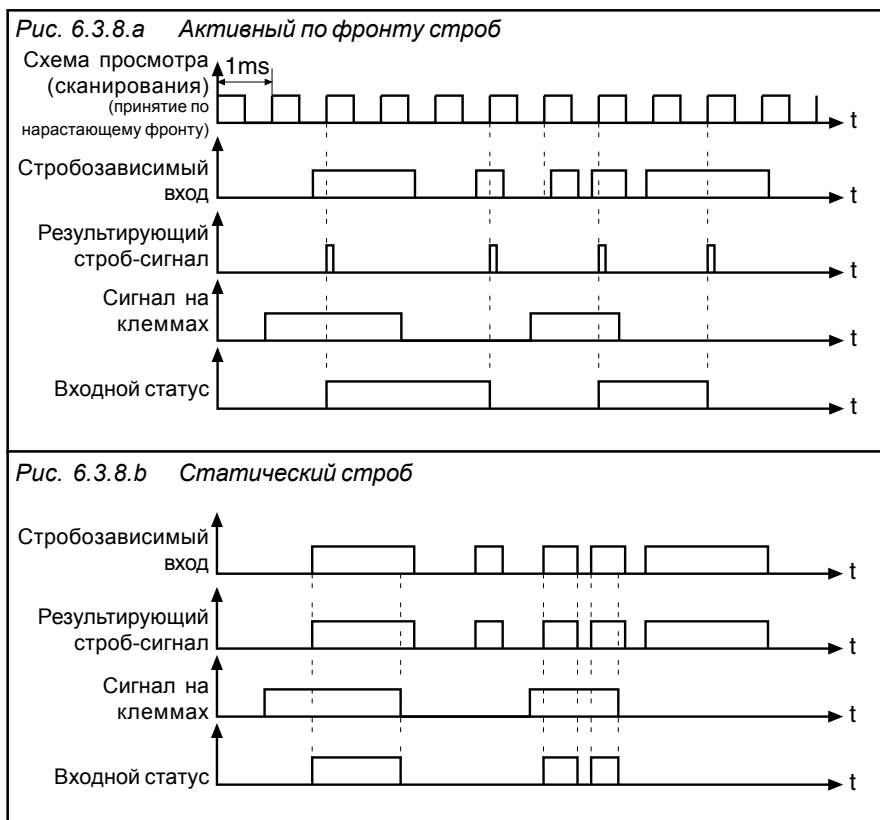 Рис. 6.3.8.a Активный по фронту строб
Схема просмотра
(сканирования)
(принятие по
нарастающему фронту)
1ms
t
Стробозависимый
вход
t
Результирующий
строб-сигнал
t
Сигнал на
клеммах
t
Входной статус
t
Рис. 6.3.8.b Статический строб
Стробозависимый
вход
t
Результирующий
строб-сигнал
t
Сигнал на
клеммах
t
Входной статус
t